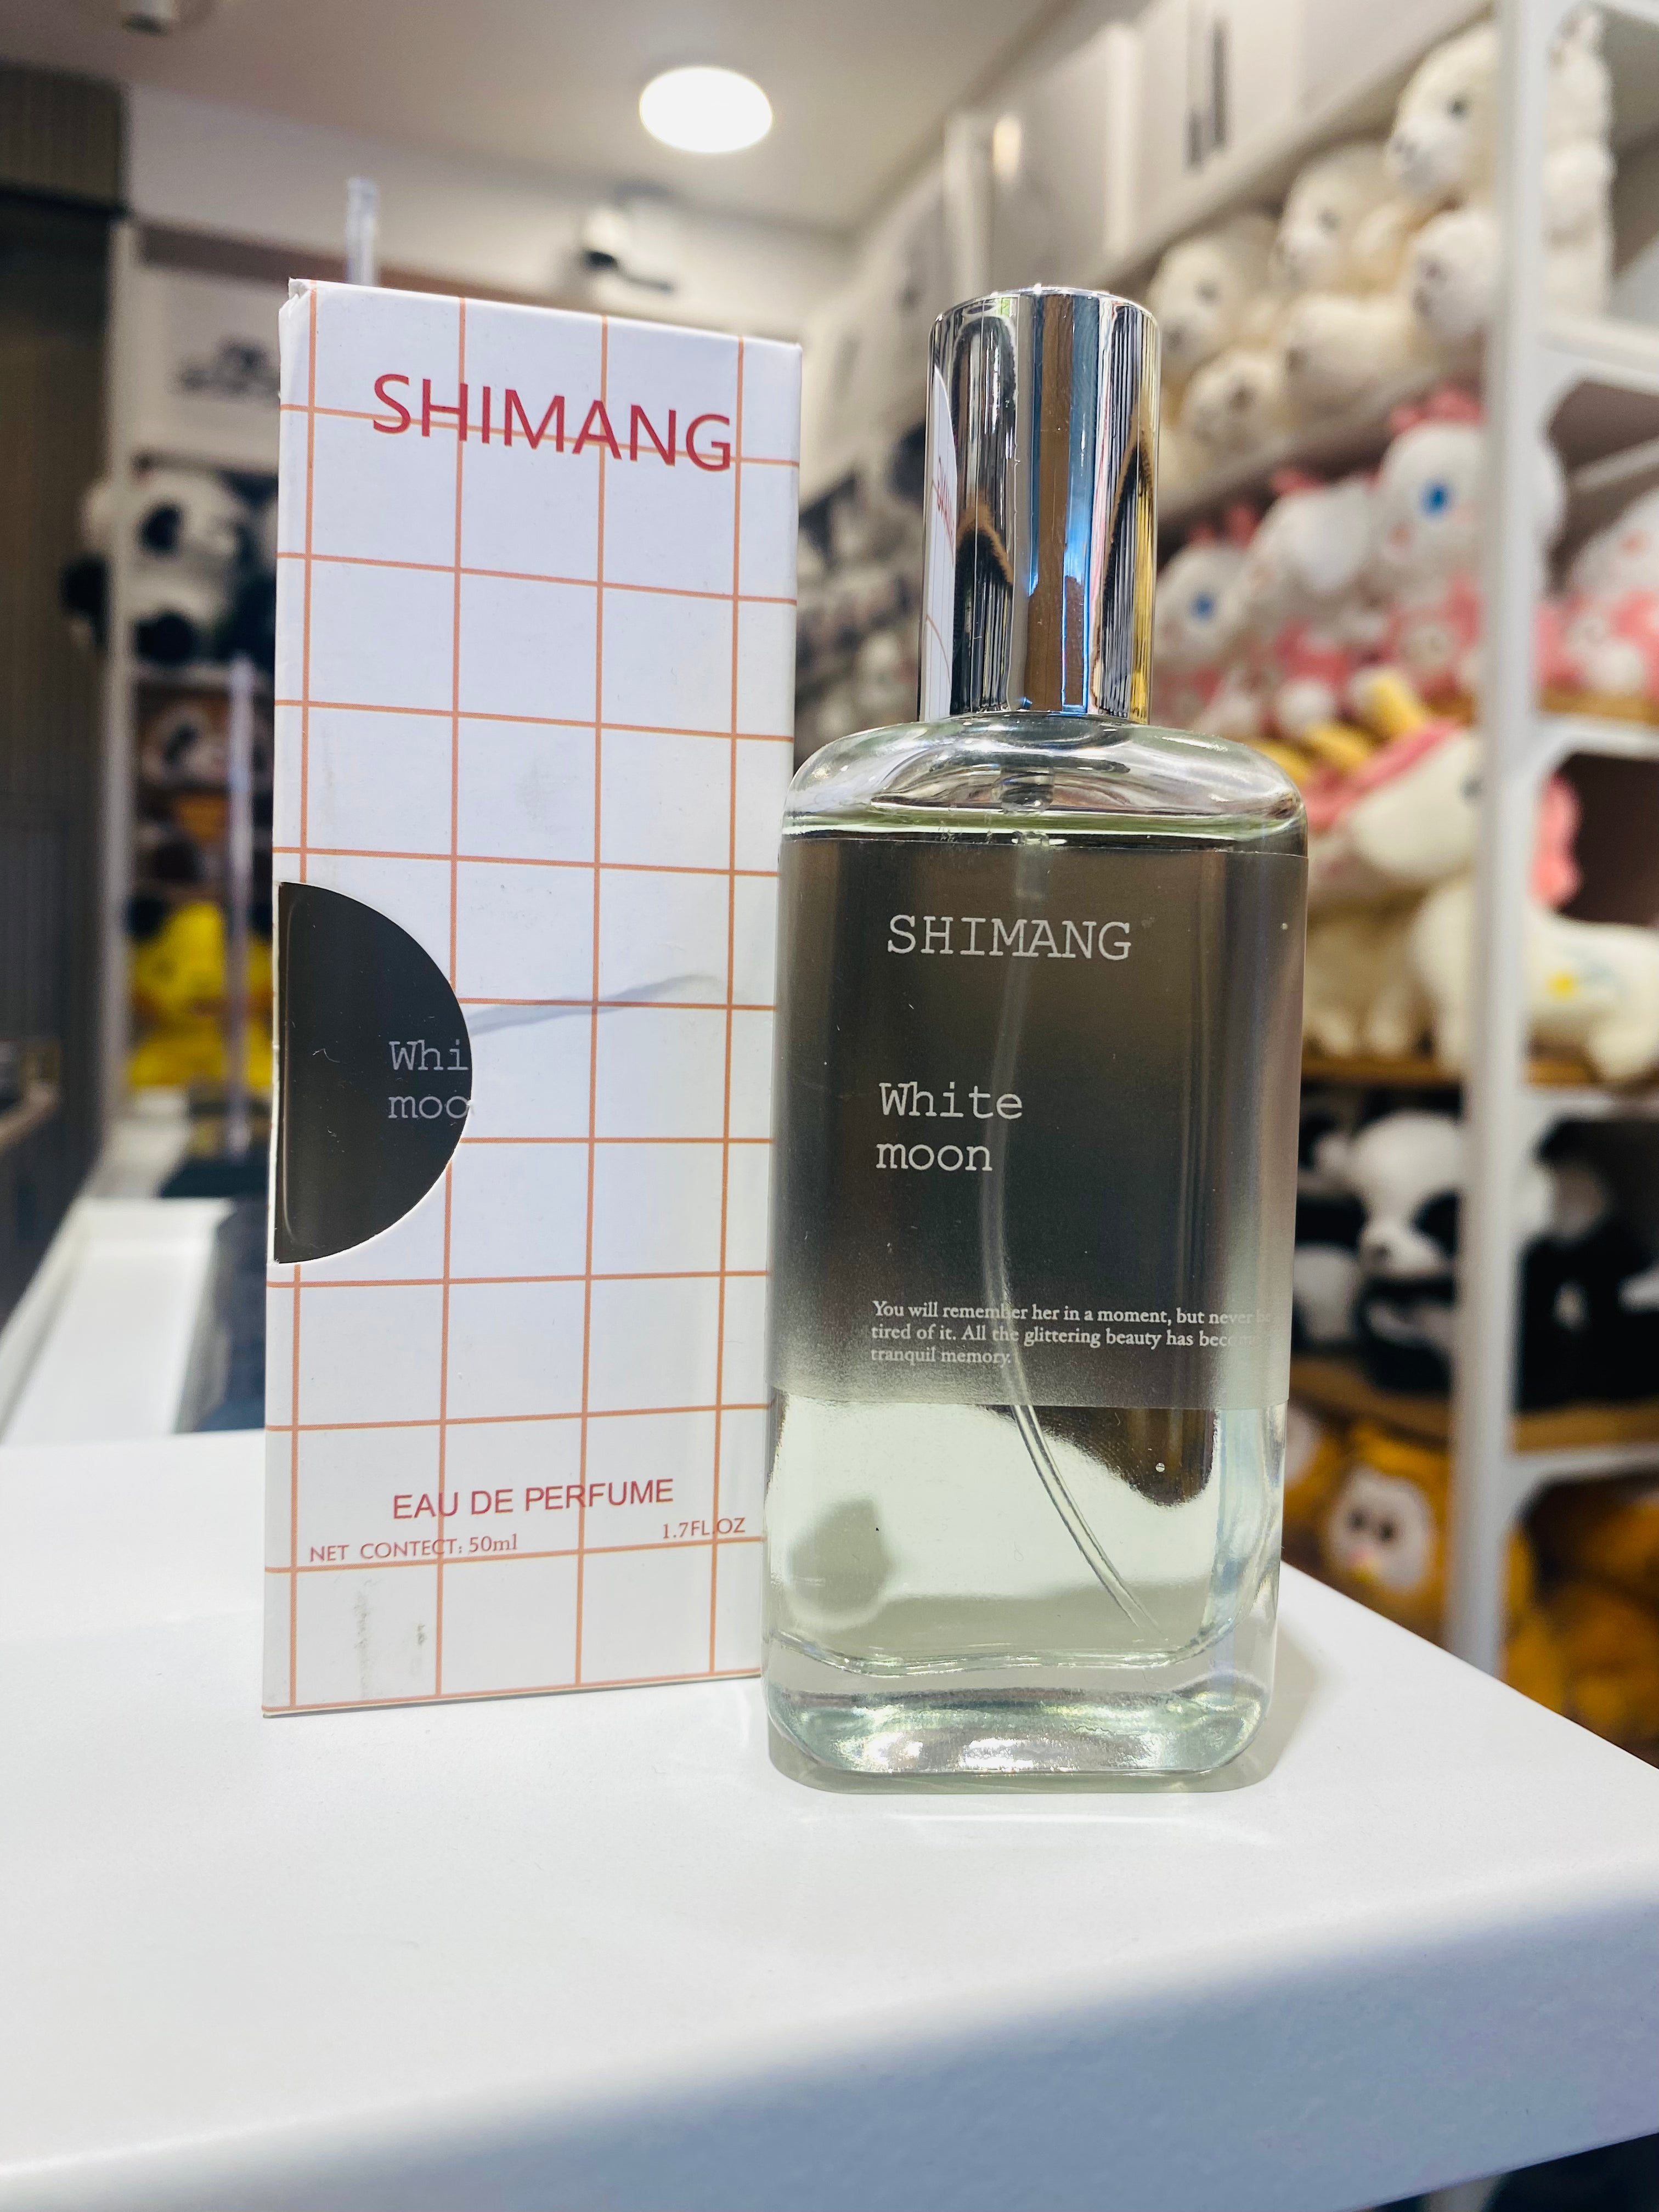 SHIMANG
Whi
moo
EAU DE PERFUME
NET CONTECT: 50ml
1.7FL.OZ
SHIMANG
White
moon
You will remember her in a moment, but never be
tired of it. All the glittering beauty has become
tranquil memory.